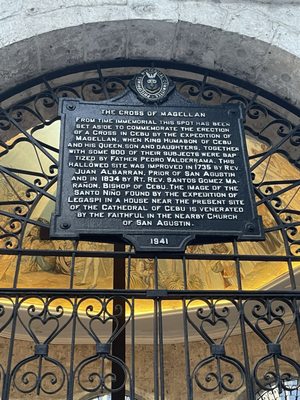 THE CROSS OF MAGELLAN
FROM TIME IMMEMORIAL THIS SPOT HAS BEEN
SET ASIDE TO COMMEMORATE THE ERECTION
OF A CROSS IN CEBU BY THE EXPEDITION OF
MAGELLAN, WHEN KING HUMABON OF CEBU
AND HIS QUEEN SON AND DAUGHTERS, TOGETHER
WITH SOME 800 OF THEIR SUBJECTS WERE BAP
TIZED BY FATHER PEDRO VALDERRAMA. THIS
HALLOWED SITE WAS IMPROVED IN 1735 BY REV.
JUAN ALBARRAN, PRIOR OF SAN AGUSTIN
AND IN 1834 BY RT. REV. SANTOS GOMEZ MA
RAÑON, BISHOP OF CEBU. THE IMAGE OF THE
SANTO NIÑO FOUND BY THE EXPEDITION OF
LEGASPI IN A HOUSE NEAR THE PRESENT SITE
OF THE CATHEDRAL OF CEBU IS VENERATED
BY THE FAITHFUL IN THE NEARBY CHURCH
OF SAN AGUSTIN.
1941